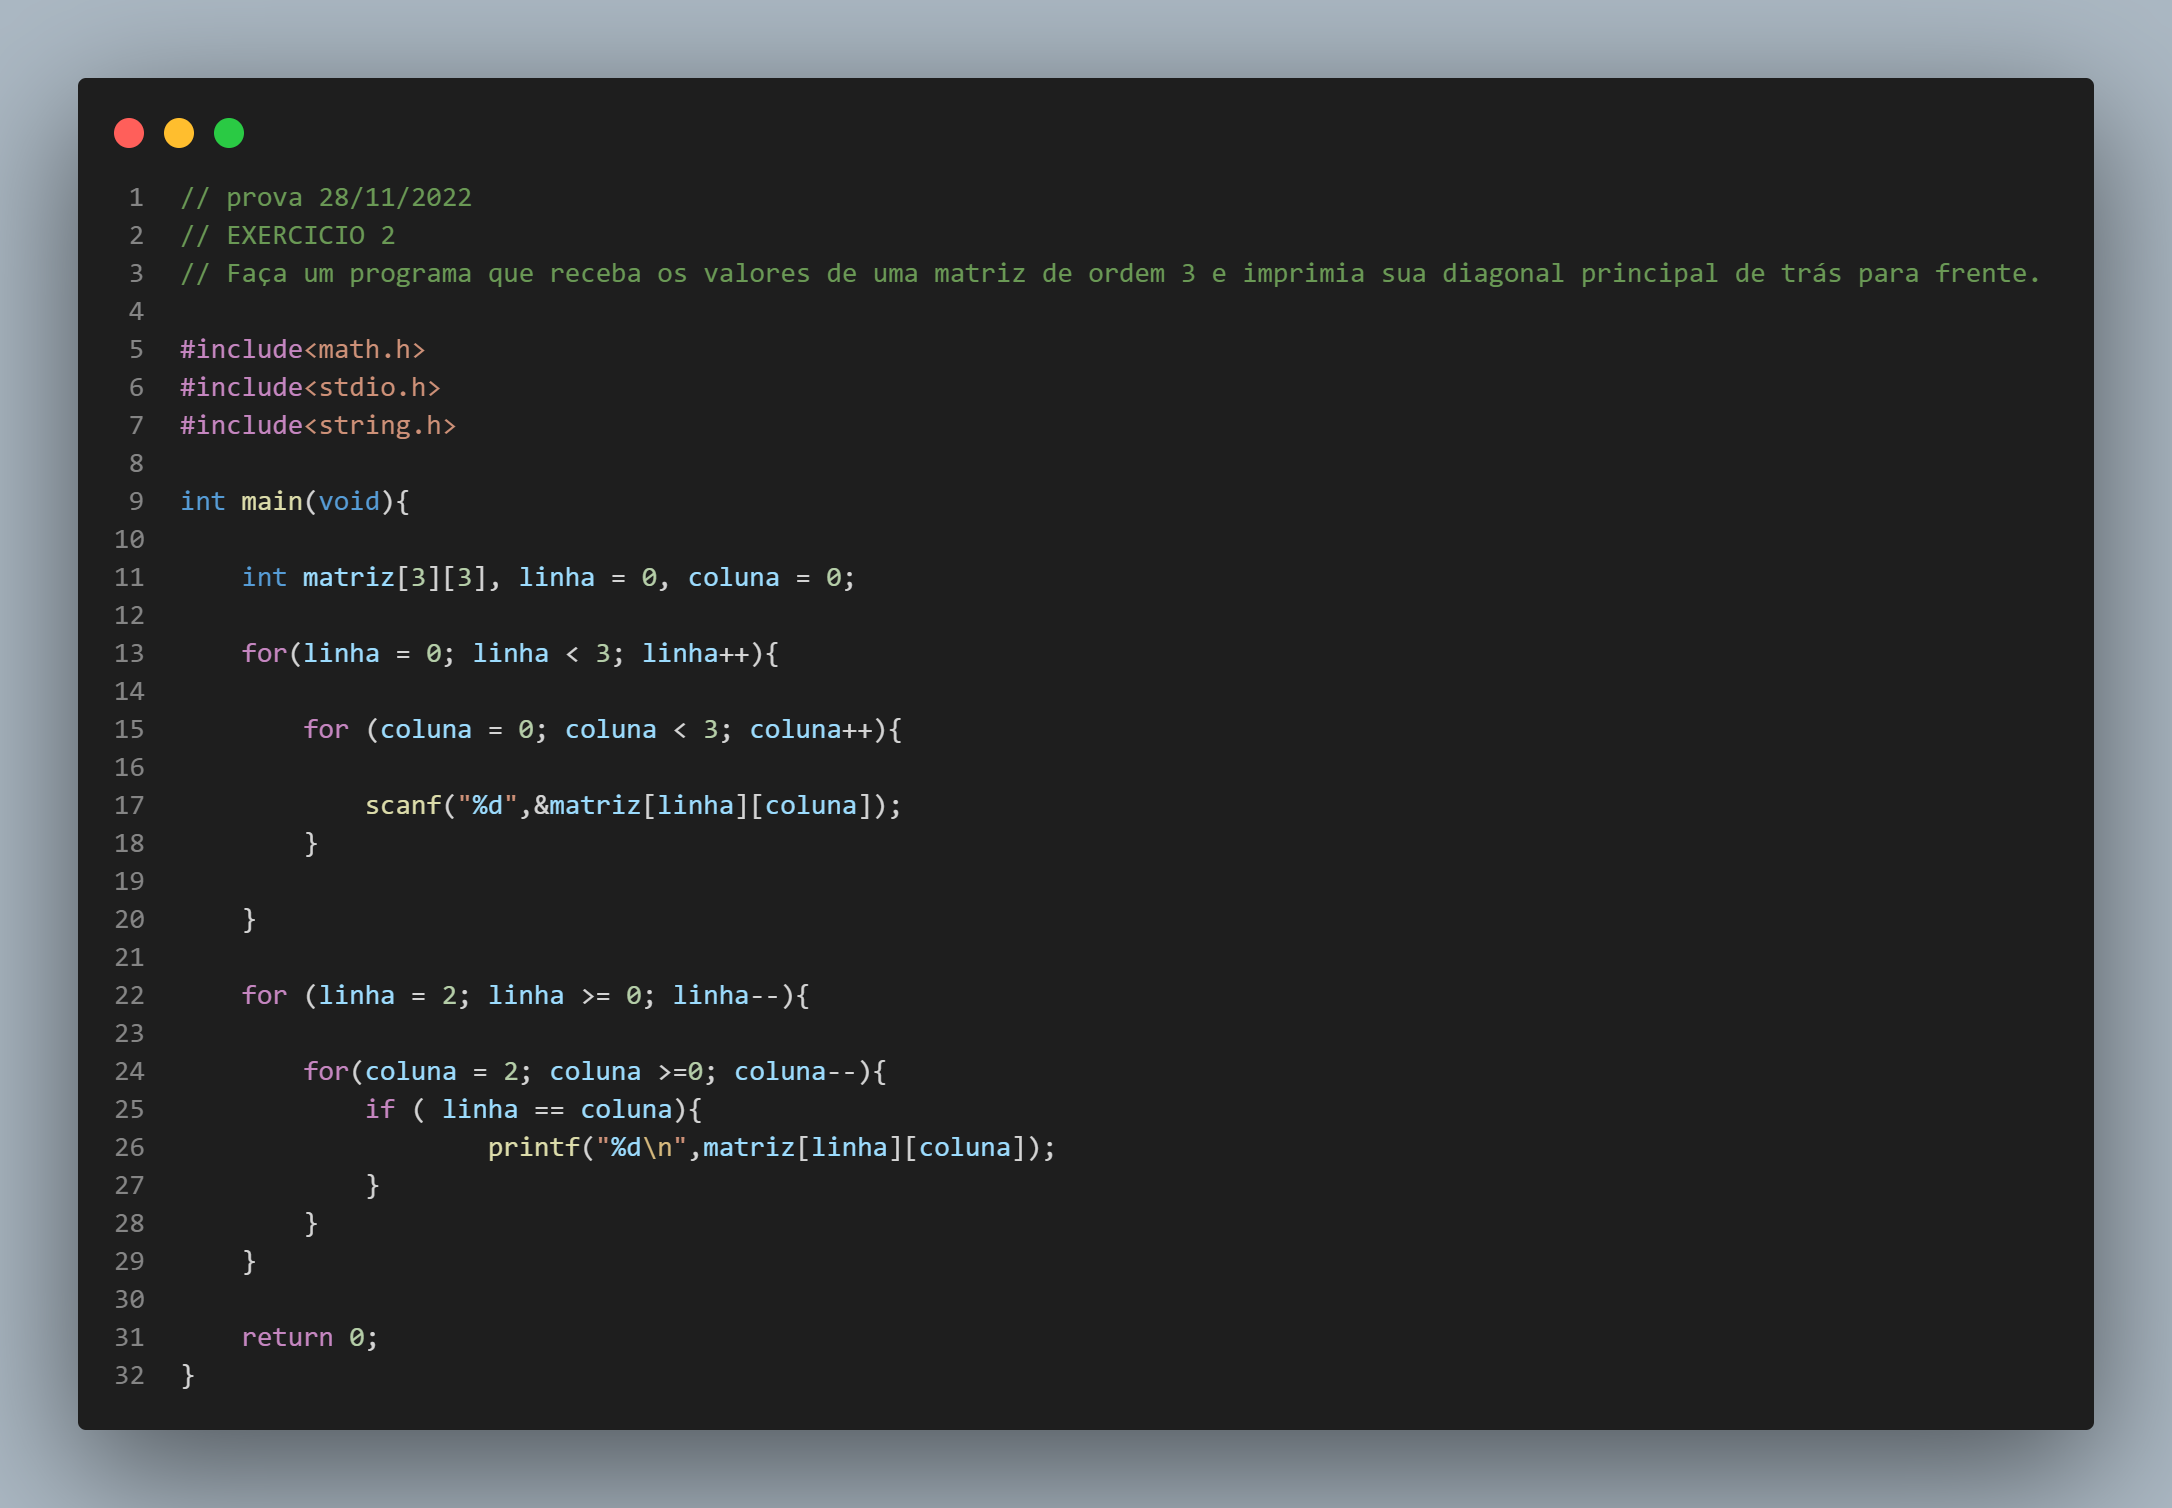 1 // prova 28/11/2022
2 // EXERCICIO 2
3 // Faça um programa que receba os valores de uma matriz de ordem 3 e imprimia sua diagonal principal de trás para frente.
4
5 #include<math.h>
6 #include<stdio.h>
7 #include<string.h>
8
9 int main(void){
10
11     int matriz[3][3], linha = 0, coluna = 0;
12
13     for(linha = 0; linha < 3; linha++){
14
15         for (coluna = 0; coluna < 3; coluna++){
16
17             scanf("%d",&matriz[linha][coluna]);
18         }
19
20     }
21
22     for (linha = 2; linha >= 0; linha--){
23
24         for(coluna = 2; coluna >=0; coluna--){
25             if ( linha == coluna){
26                     printf("%d\n",matriz[linha][coluna]);
27             }
28         }
29     }
30
31     return 0;
32 }